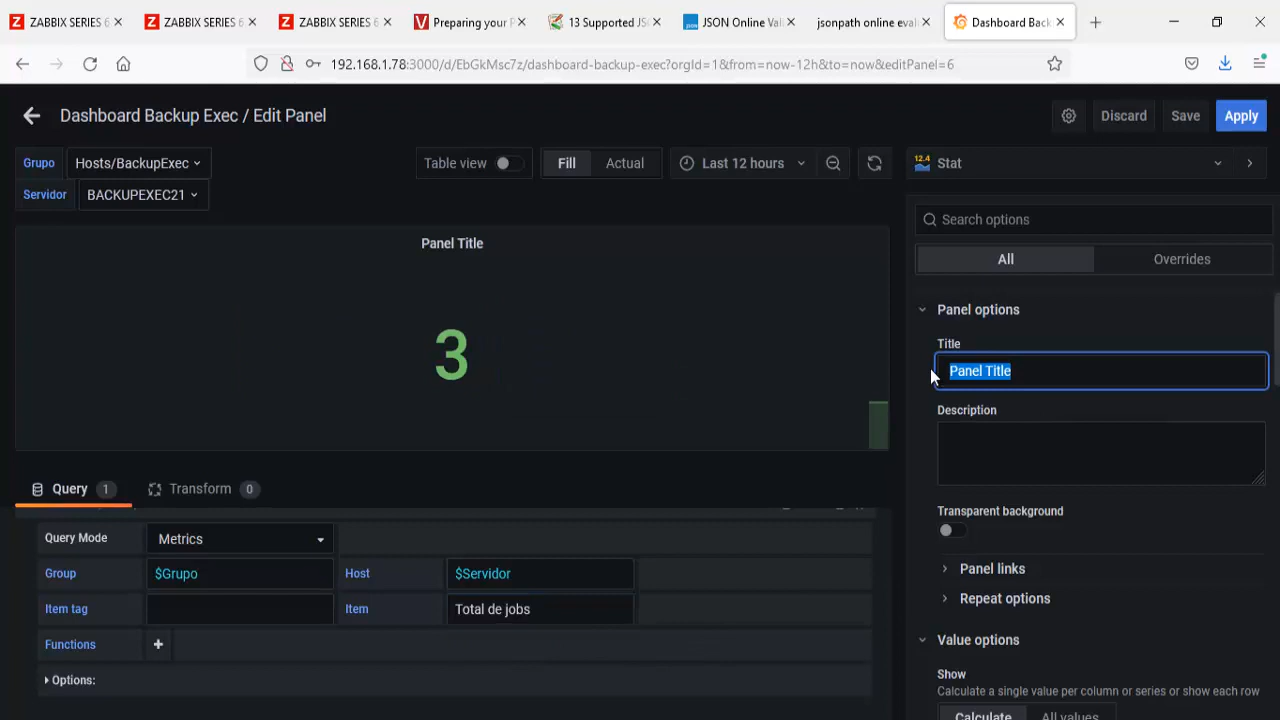 ZABBIX SERIES 6
ZABBIX SERIES 6
ZABBIX SERIES 6
Preparing your P
13 Supported JS
JSON Online Vali
jsonpath online eval
Dashboard Back
192.168.1.78:3000/d/EbGkMsc7z/dashboard-backup-exec?orgId=1&from=now-12h&to=now&editPanel=6
Dashboard Backup Exec / Edit Panel
Discard
Save
Apply
Grupo
Hosts/BackupExec
Table view
Fill
Actual
Last 12 hours
12.4
Stat
Servidor
BACKUPEXEC21
Search options
Panel Title
All
Overrides
Panel options
Title
3
Panel Title
Description
Query 1
Transform 0
Transparent background
Query Mode
Metrics
Group
$Grupo
Host
$Servidor
Panel links
Item tag
Item
Total de jobs
Repeat options
Functions
+
Value options
Options:
Show
Calculate a single value per column or series or show each row
Calculate
All values